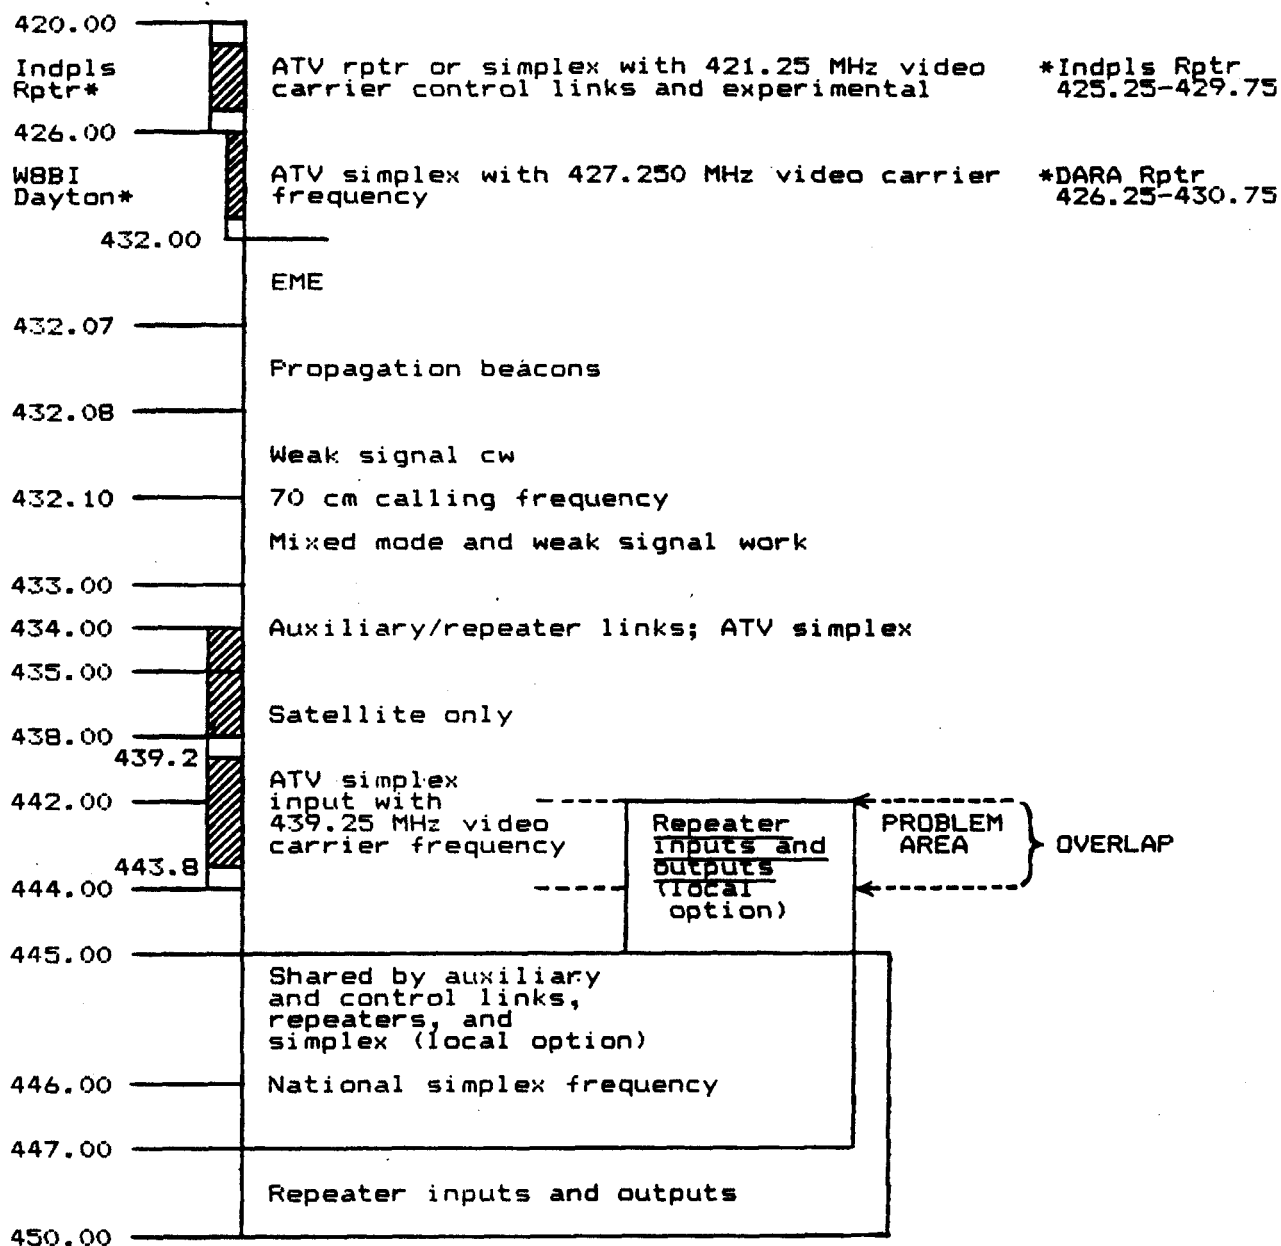 420.00
Indpls
Rptr*
ATV rptr or simplex with 421.25 MHz video
carrier control links and experimental
*Indpls Rptr
425.25-429.75
426.00
W8BI
Dayton*
ATV simplex with 427.250 MHz video carrier
frequency
*DARA Rptr
426.25-430.75
432.00
EME
432.07
Propagation beacons
432.08
Weak signal cw
432.10
70 cm calling frequency
Mixed mode and weak signal work
433.00
434.00
Auxiliary/repeater links; ATV simplex
435.00
Satellite only
438.00
439.2
ATV simplex
input with
439.25 MHz video
carrier frequency
442.00
Repeater
inputs and
outputs
(local
option)
PROBLEM
AREA
OVERLAP
443.8
444.00
445.00
Shared by auxiliary
and control links,
repeaters, and
simplex (local option)
446.00
National simplex frequency
447.00
Repeater inputs and outputs
450.00